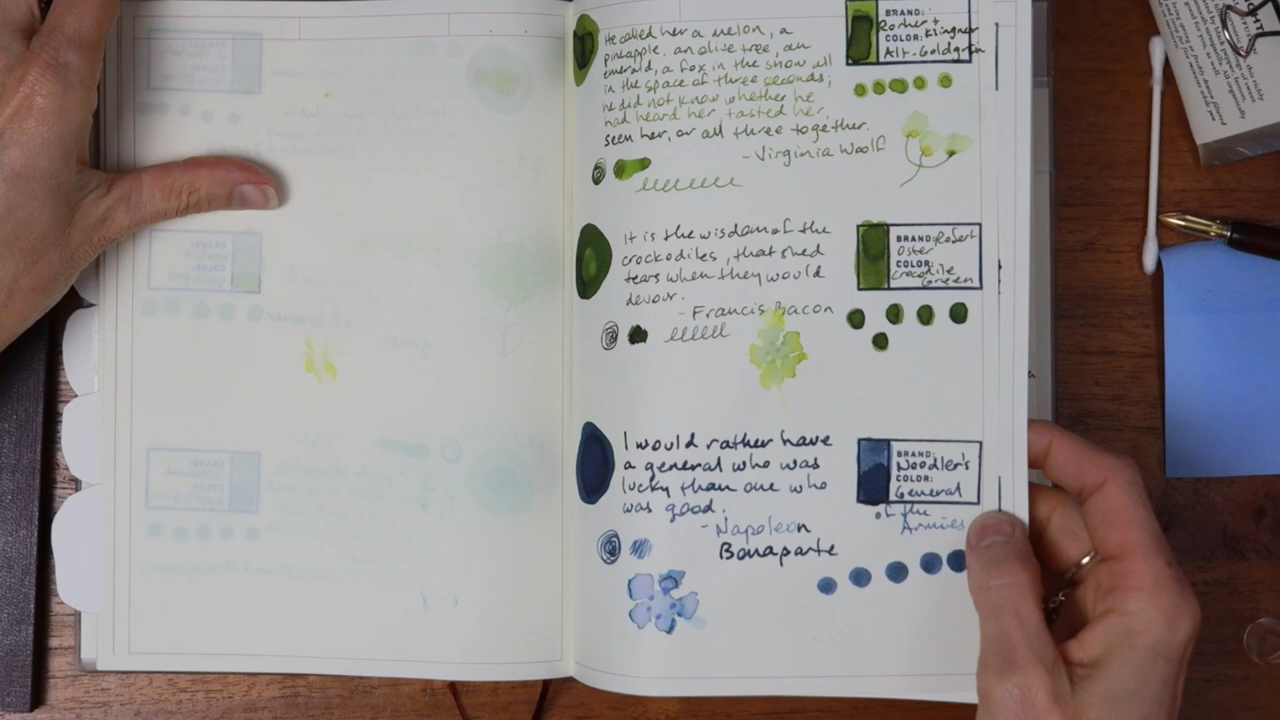 He called her a melon, a
pineapple, an olive tree, an
emerald, a fox in the snow all
in the space of three seconds;
he did not know whether he
had heard her, tasted her,
seen her, or all three together.
-Virginia Woolf
BRAND:
Rorher +
COLOR: Klingner
Alt-Goldgrün
It is the wisdom of the
crockodiles, that shed
tears when they would
devour.
- Francis Bacon
BRAND: Robert
Oster
COLOR:
Crocodile
Green
I would rather have
a general who was
lucky than one who
was good.
-Napoleon
Bonaparte
BRAND:
Noodler's
COLOR:
General
of the
Armies